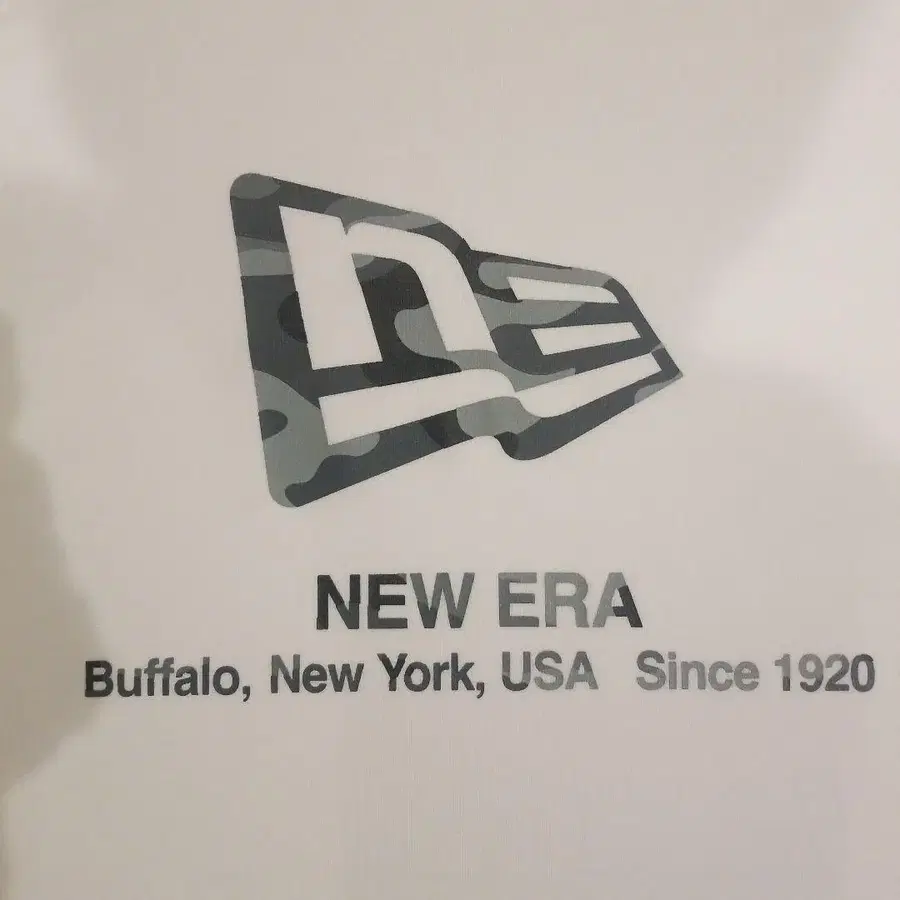 NE
NEW ERA
Buffalo, New York, USA Since 1920